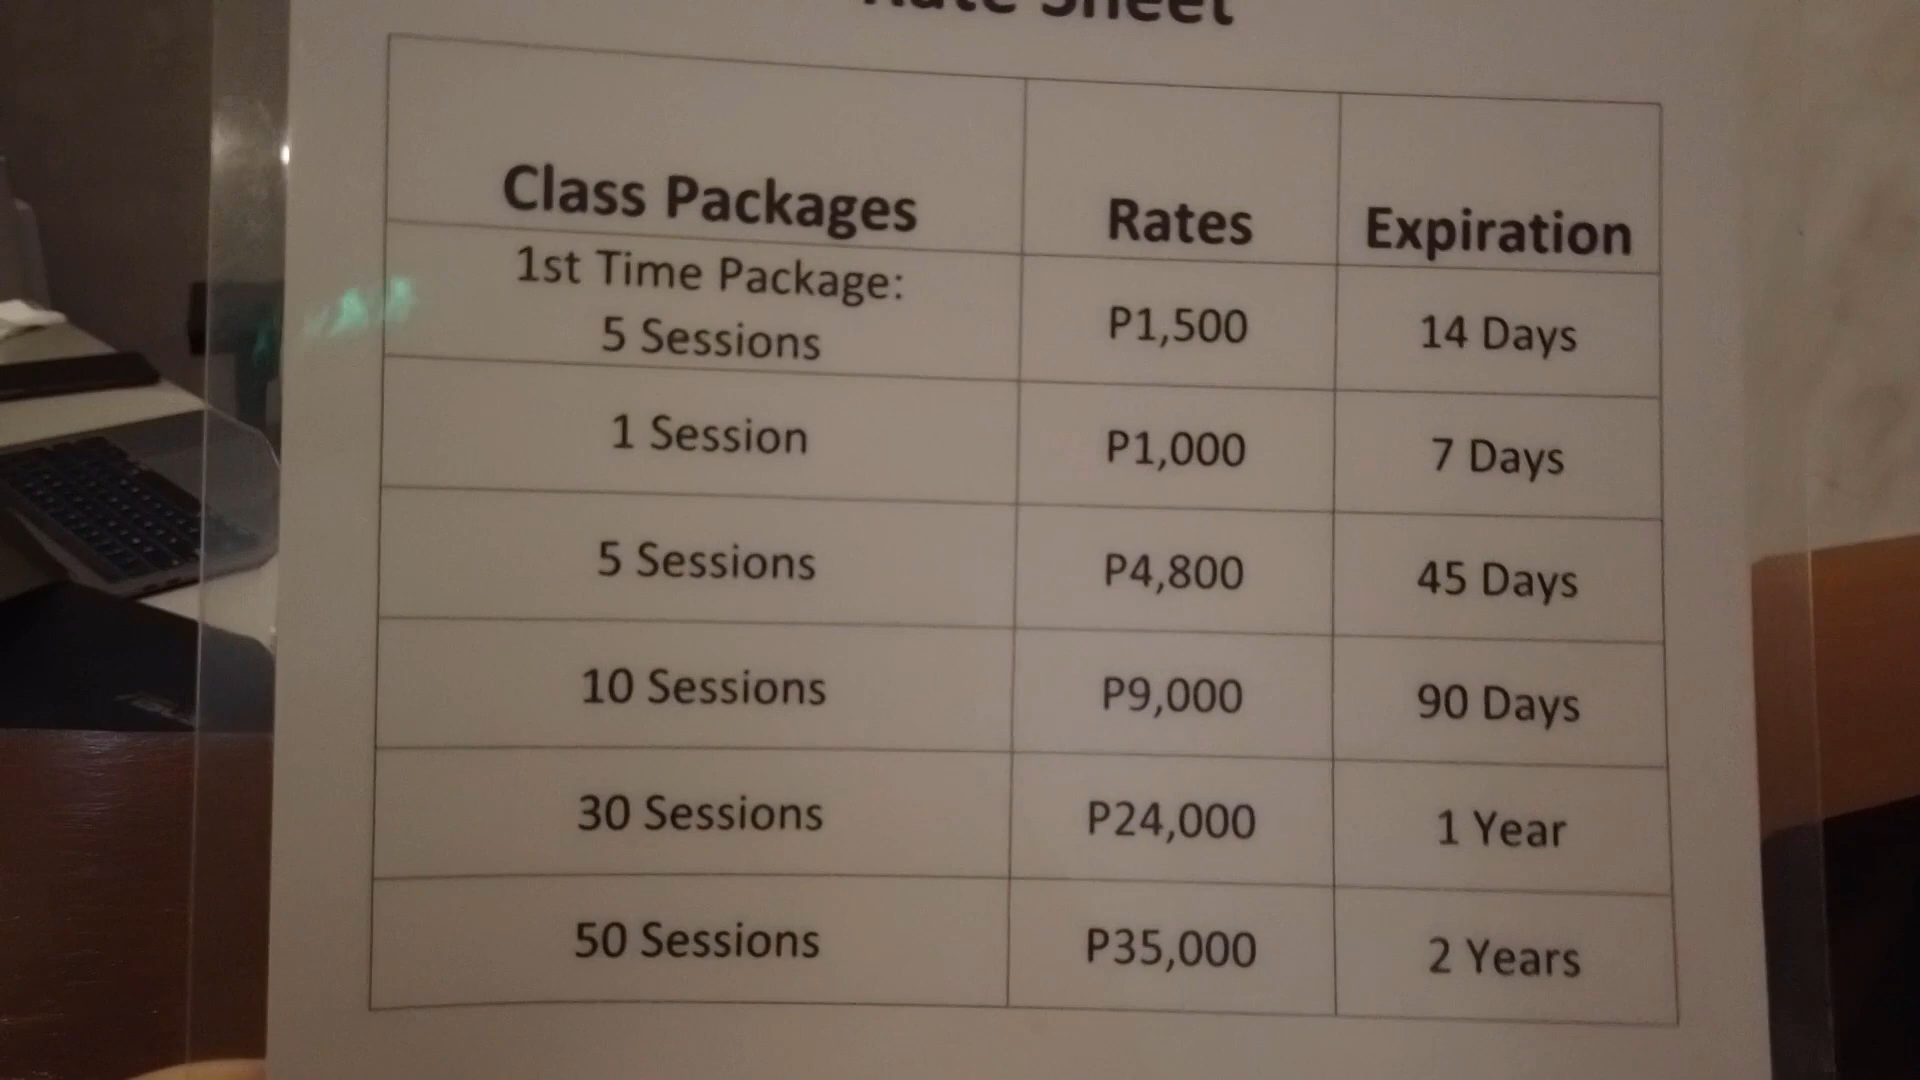 Rate Sheet
Class Packages Rates Expiration
1st Time Package:
5 Sessions P1,500 14 Days
1 Session P1,000 7 Days
5 Sessions P4,800 45 Days
10 Sessions P9,000 90 Days
30 Sessions P24,000 1 Year
50 Sessions P35,000 2 Years